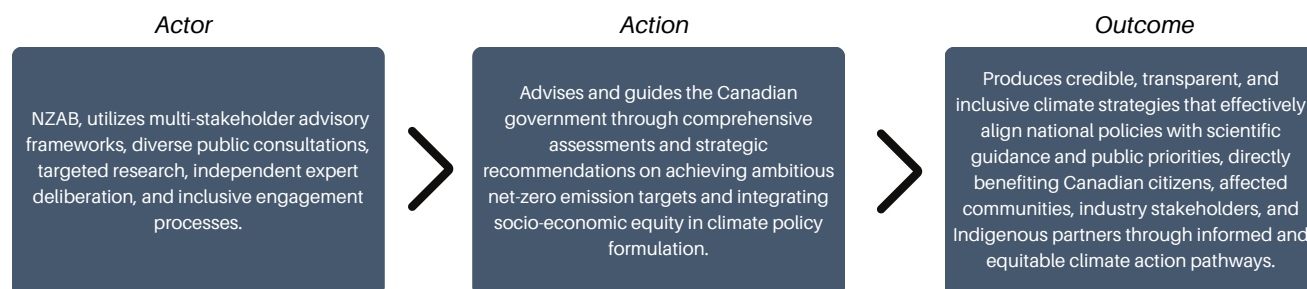 Actor
NZAB, utilizes multi-stakeholder advisory
frameworks, diverse public consultations,
targeted research, independent expert
deliberation, and inclusive engagement
processes.
Action
Advises and guides the Canadian
government through comprehensive
assessments and strategic
recommendations on achieving ambitious
net-zero emission targets and integrating
socio-economic equity in climate policy
formulation.
Outcome
Produces credible, transparent, and
inclusive climate strategies that effectively
align national policies with scientific
guidance and public priorities, directly
benefiting Canadian citizens, affected
communities, industry stakeholders, and
Indigenous partners through informed and
equitable climate action pathways.